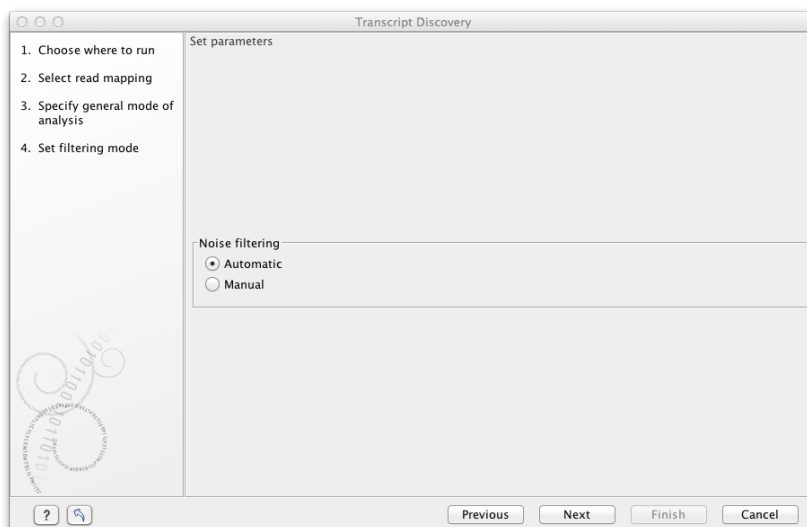 Transcript Discovery
1. Choose where to run
2. Select read mapping
3. Specify general mode of
analysis
4. Set filtering mode
Set parameters
Noise filtering
Automatic
Manual
?
Previous
Next
Finish
Cancel